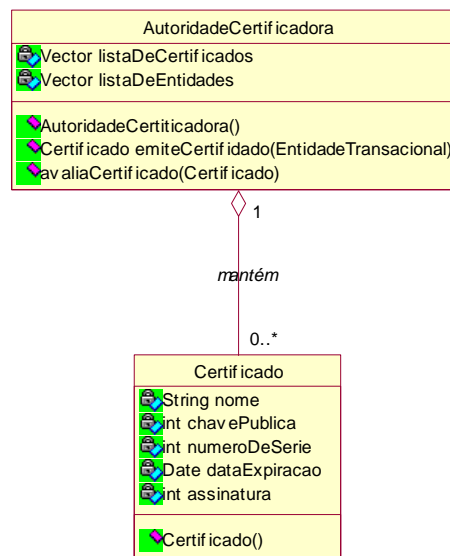 AutoridadeCertificadora
Vector listaDeCertificados
Vector listaDeEntidades
AutoridadeCertiticadora()
Certificado emiteCertifidado(EntidadeTransacional)
avaliaCertificado(Certificado)
1
mantém
0..*
Certificado
String nome
int chavePublica
int numeroDeSerie
Date dataExpiracao
int assinatura
Certificado()